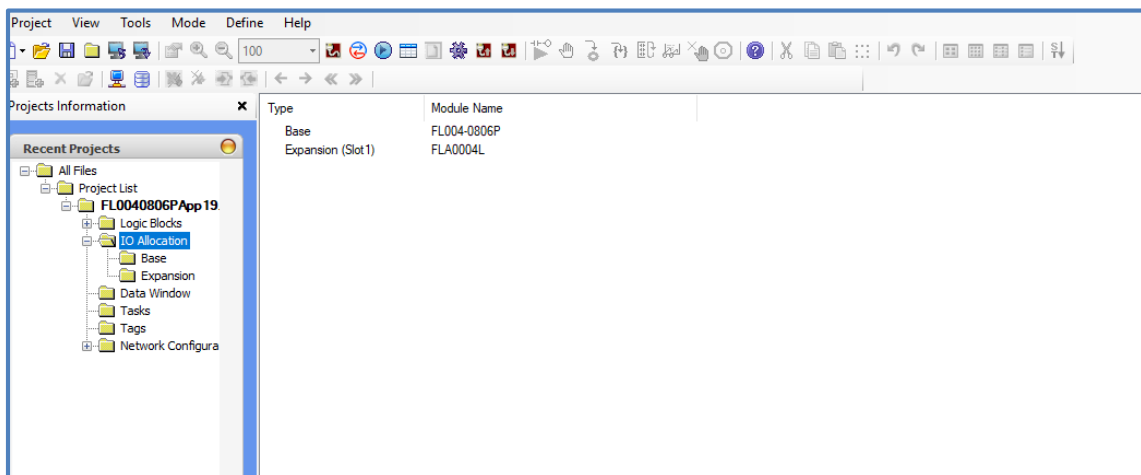 Project View Tools Mode Define Help
100
Projects Information
Type Module Name
Base FL004-0806P
Expansion (Slot1) FLA0004L
Recent Projects
All Files
Project List
FL0040806PApp19
Logic Blocks
IO Allocation
Base
Expansion
Data Window
Tasks
Tags
Network Configura